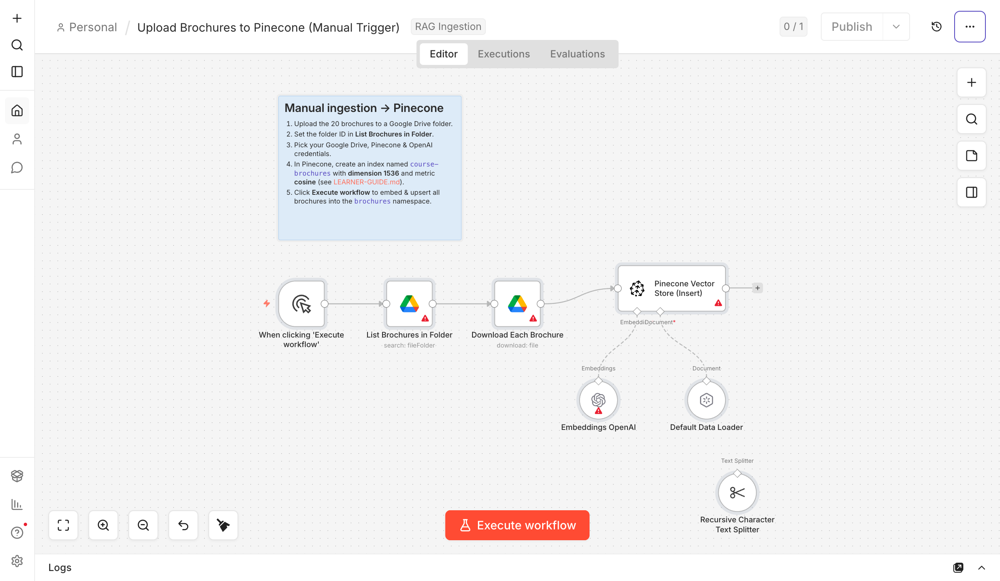 Personal / Upload Brochures to Pinecone (Manual Trigger) RAG Ingestion
0 / 1 Publish
Editor Executions Evaluations
Manual ingestion → Pinecone
1. Upload the 20 brochures to a Google Drive folder.
2. Set the folder ID in List Brochures in Folder.
3. Pick your Google Drive, Pinecone & OpenAI
credentials.
4. In Pinecone, create an index named course-
brochures with dimension 1536 and metric
cosine (see LEARNER-GUIDE.md).
5. Click Execute workflow to embed & upsert all
brochures into the brochures namespace.
Pinecone Vector
Store (Insert)
Embeddi
Document*
When clicking 'Execute
workflow'
List Brochures in Folder
search: fileFolder
Download Each Brochure
download: file
Embeddings
Document
Embeddings OpenAI
Default Data Loader
Text Splitter
Recursive Character
Text Splitter
Execute workflow
Logs